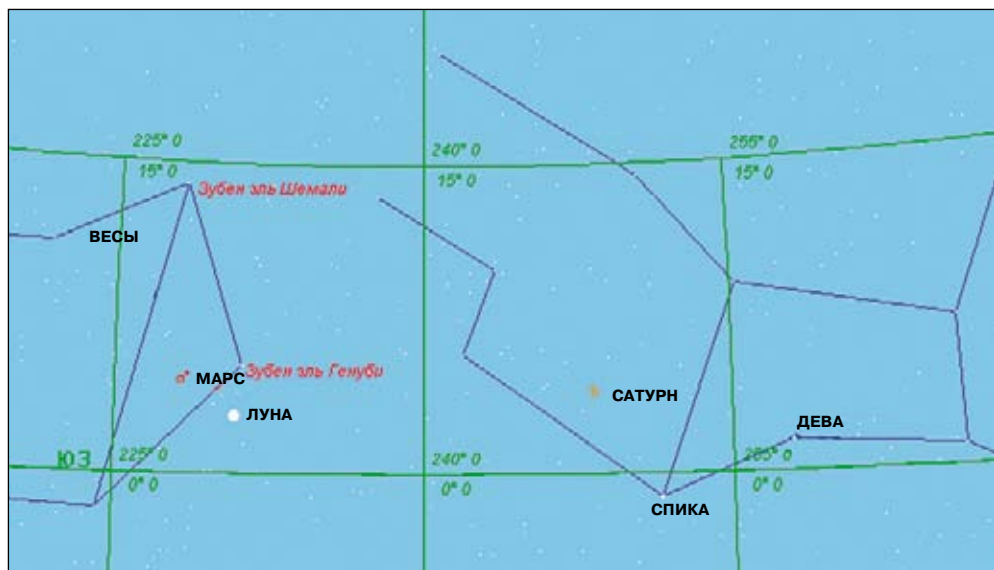 225° 0
240° 0
255° 0
15° 0
15° 0
15° 0
Зубен эль Шемали
ВЕСЫ
МАРС
Зубен эль Генуби
ЛУНА
САТУРН
ДЕВА
ЮЗ
225° 0
240° 0
255° 0
0° 0
0° 0
0° 0
СПИКА